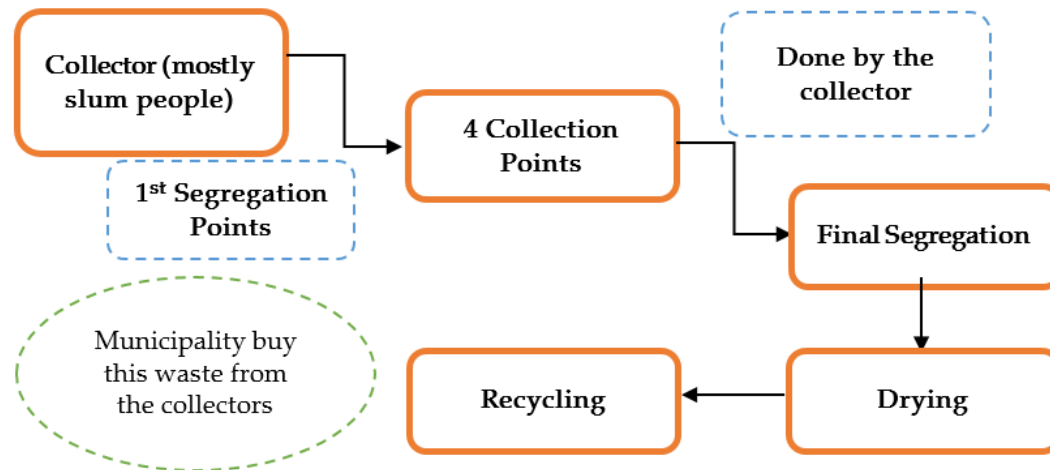 Collector (mostly
slum people)
1st Segregation
Points
4 Collection
Points
Done by the
collector
Final Segregation
Drying
Recycling
Municipality buy
this waste from
the collectors